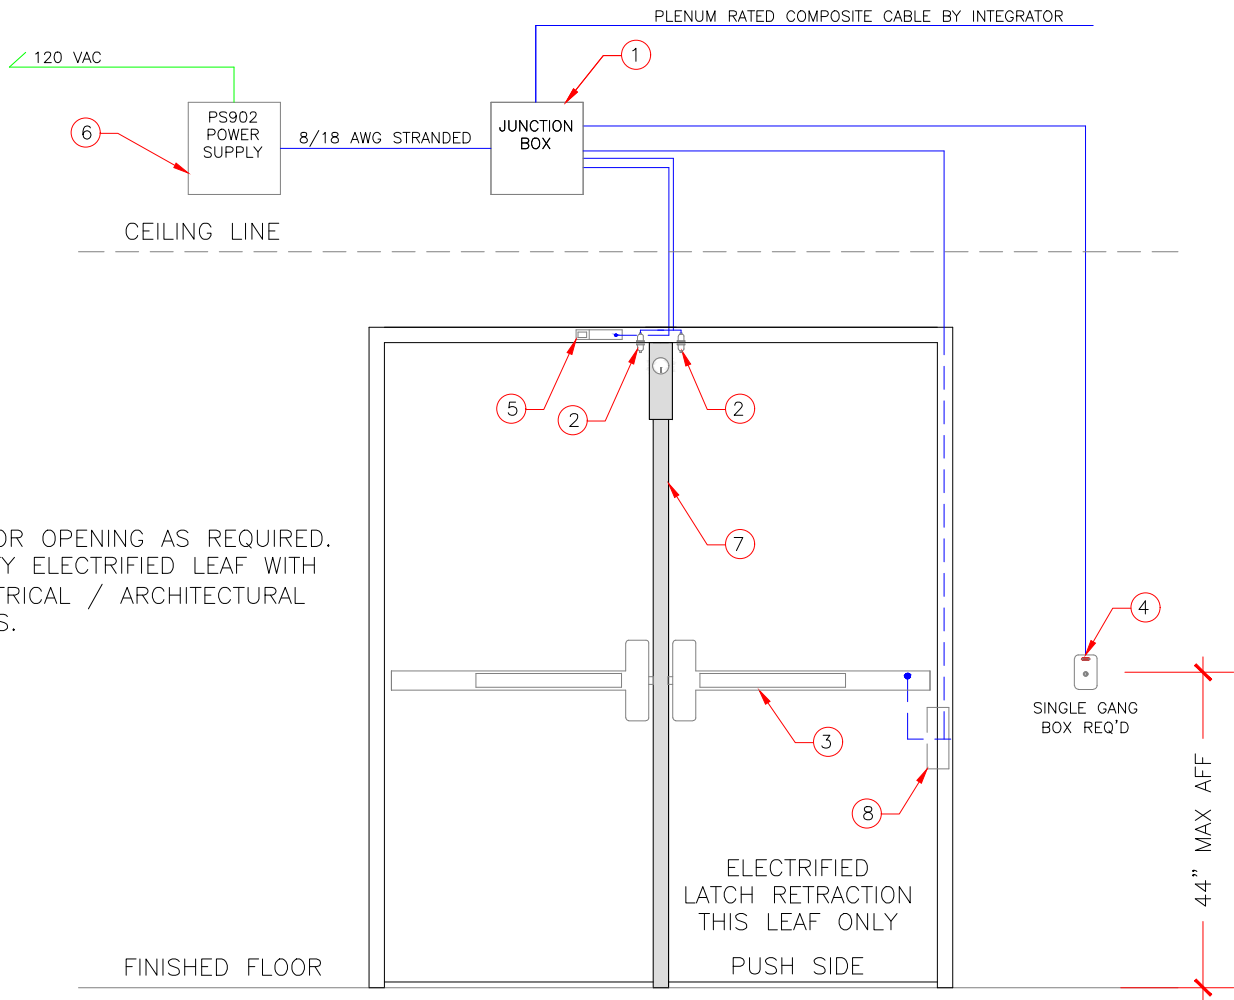 PLENUM RATED COMPOSITE CABLE BY INTEGRATOR
120 VAC
1
PS902
POWER
SUPPLY
6
8/18 AWG STRANDED
JUNCTION
BOX
CEILING LINE
5
2
2
OR OPENING AS REQUIRED.
Y ELECTRIFIED LEAF WITH
TRICAL / ARCHITECTURAL
S.
7
4
SINGLE GANG
BOX REQ'D
3
8
44" MAX AFF
ELECTRIFIED
LATCH RETRACTION
THIS LEAF ONLY
FINISHED FLOOR
PUSH SIDE